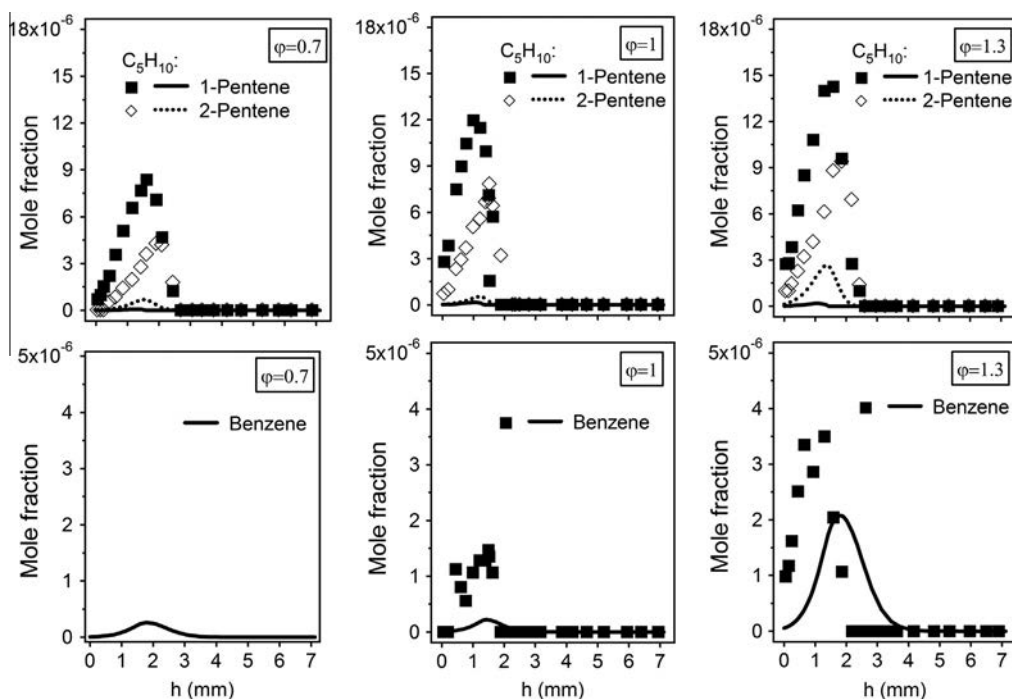 18x10⁻⁶
15
12
9
6
3
0
Mole fraction
φ=0.7
C₅H₁₀:
1-Pentene
2-Pentene
18x10⁻⁶
15
12
9
6
3
0
Mole fraction
φ=1
C₅H₁₀:
1-Pentene
2-Pentene
18x10⁻⁶
15
12
9
6
3
0
Mole fraction
φ=1.3
C₅H₁₀:
1-Pentene
2-Pentene
5x10⁻⁶
4
3
2
1
0
Mole fraction
φ=0.7
Benzene
0 1 2 3 4 5 6 7
h (mm)
5x10⁻⁶
4
3
2
1
0
Mole fraction
φ=1
Benzene
0 1 2 3 4 5 6 7
h (mm)
5x10⁻⁶
4
3
2
1
0
Mole fraction
φ=1.3
Benzene
0 1 2 3 4 5 6 7
h (mm)